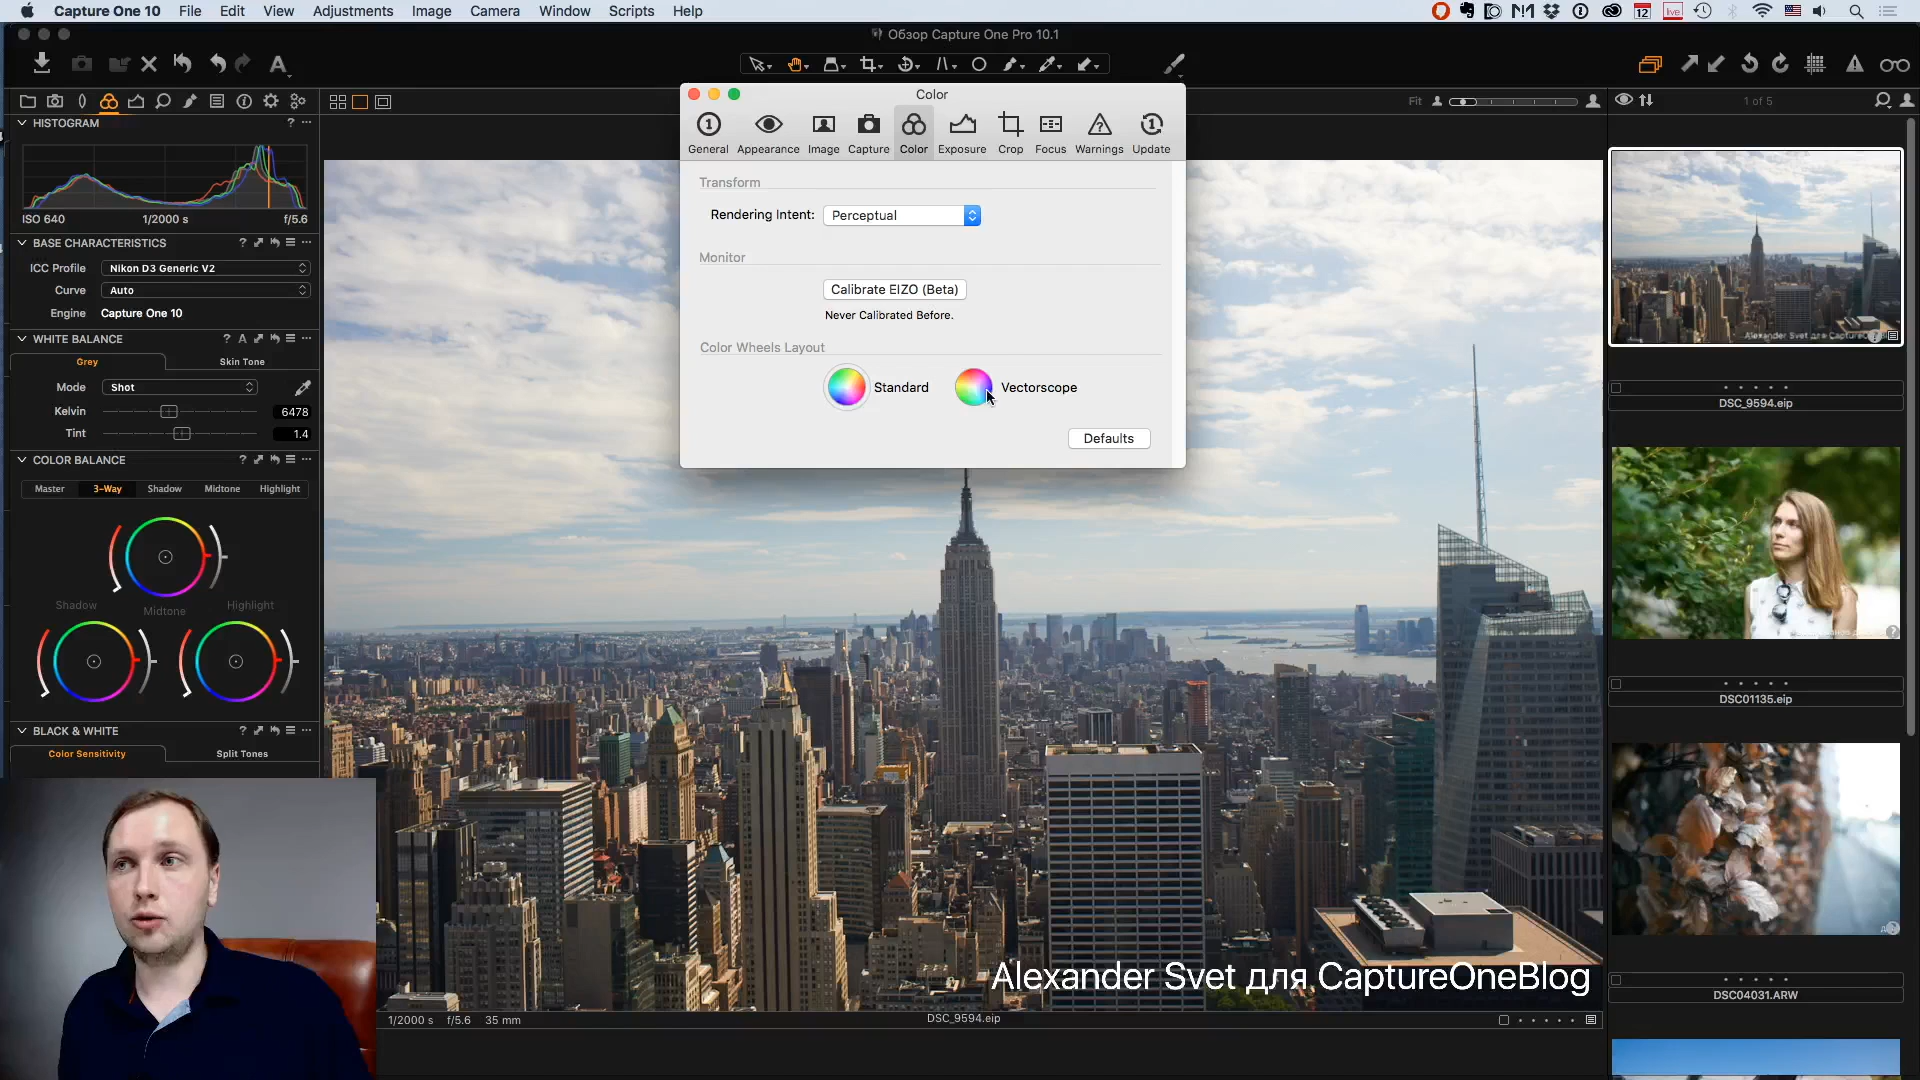 Capture One 10 File Edit View Adjustments Image Camera Window Scripts Help
12 live
Обзор Capture One Pro 10.1
Color
General Appearance Image Capture Color Exposure Crop Focus Warnings Update
Transform
Rendering Intent: Perceptual
Monitor
Calibrate EIZO (Beta)
Never Calibrated Before.
Color Wheels Layout
Standard Vectorscope
Defaults
Fit
1 of 5
HISTOGRAM
ISO 640 1/2000 s f/5.6
BASE CHARACTERISTICS
ICC Profile Nikon D3 Generic V2
Curve Auto
Engine Capture One 10
WHITE BALANCE
Grey Skin Tone
Mode Shot
Kelvin 6478
Tint 1.4
COLOR BALANCE
Master 3-Way Shadow Midtone Highlight
Shadow Midtone Highlight
BLACK & WHITE
Color Sensitivity Split Tones
DSC_9594.eip
DSC01135.eip
DSC04031.ARW
Alexander Svet для CaptureOneBlog
1/2000 s f/5.6 35 mm
DSC_9594.eip